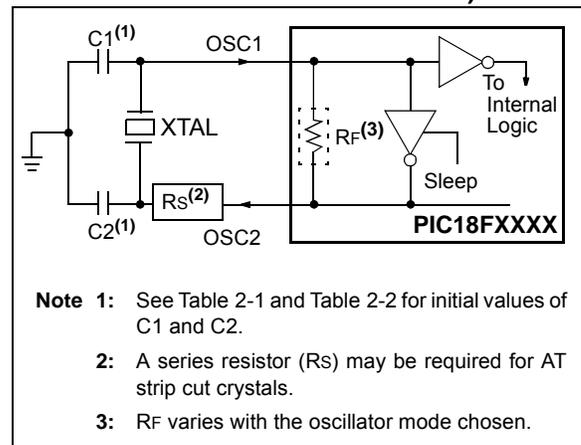 C1(1)
OSC1
To
Internal
Logic
XTAL
RF(3)
Sleep
C2(1)
RS(2)
OSC2
PIC18FXXXX
Note 1: See Table 2-1 and Table 2-2 for initial values of
C1 and C2.
2: A series resistor (RS) may be required for AT
strip cut crystals.
3: RF varies with the oscillator mode chosen.